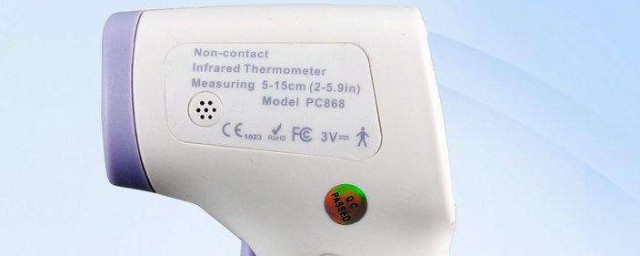 Non-contact
Infrared Thermometer
Measuring 5-15cm (2-5.9in)
Model PC868
CE 1023 RoHS FC 3V
QC
PASSED